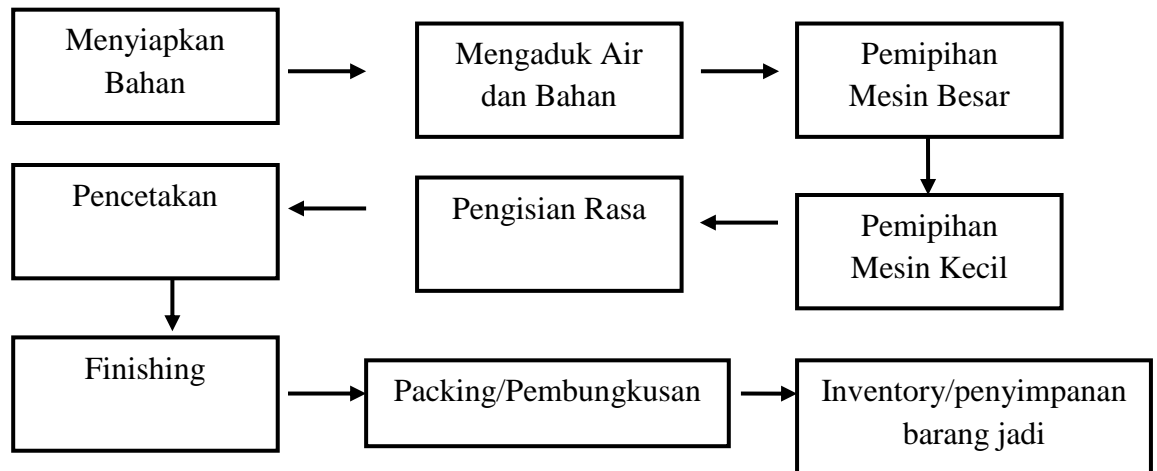 Menyiapkan
Bahan
Mengaduk Air
dan Bahan
Pemipihan
Mesin Besar
Pemipihan
Mesin Kecil
Pengisian Rasa
Pencetakan
Finishing
Packing/Pembungkusan
Inventory/penyimpanan
barang jadi